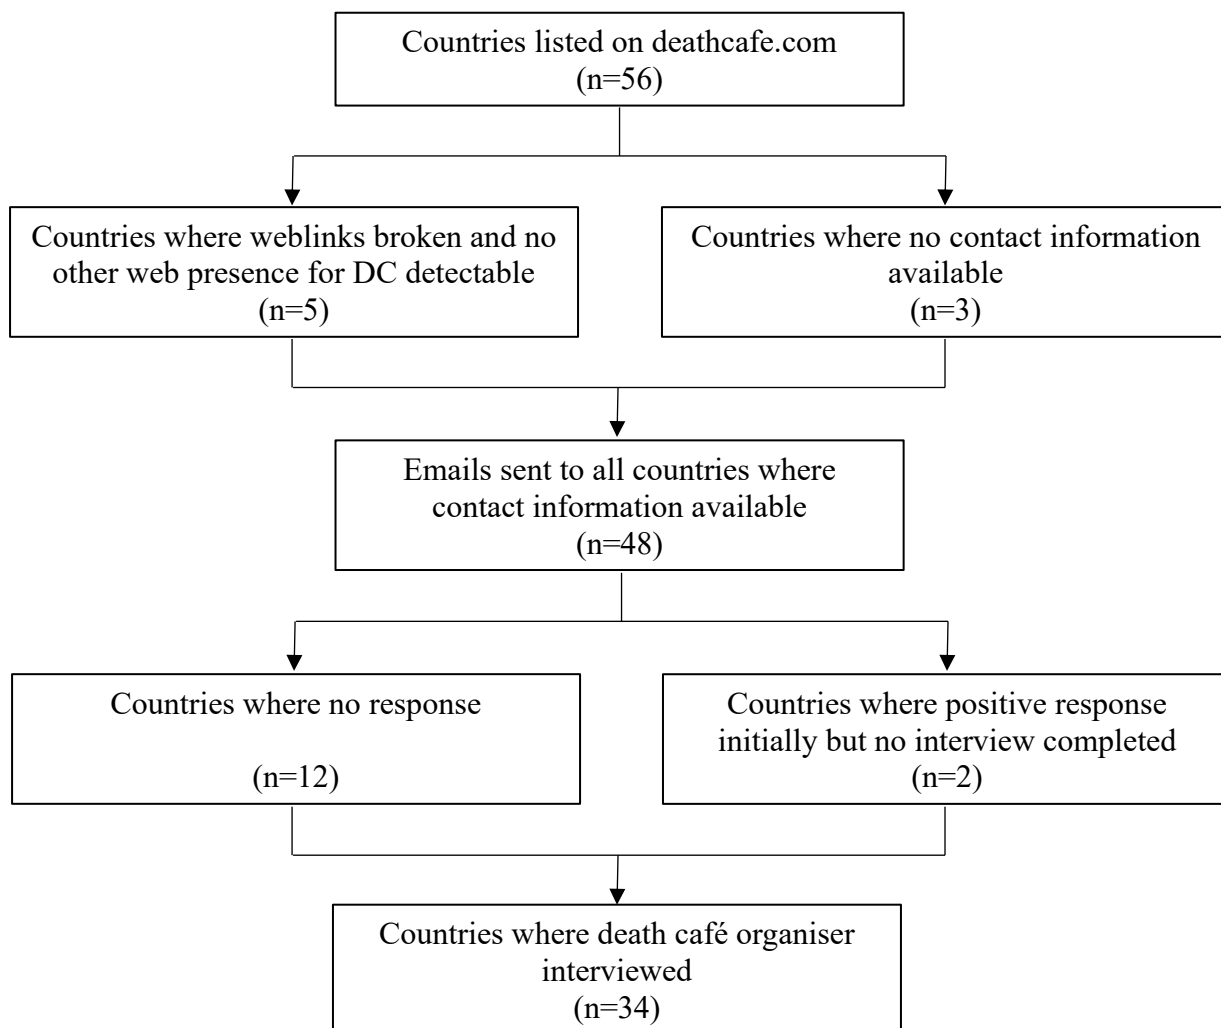 Countries listed on deathcafe.com
(n=56)
Countries where weblinks broken and no
other web presence for DC detectable
(n=5)
Countries where no contact information
available
(n=3)
Emails sent to all countries where
contact information available
(n=48)
Countries where no response
(n=12)
Countries where positive response
initially but no interview completed
(n=2)
Countries where death café organiser
interviewed
(n=34)